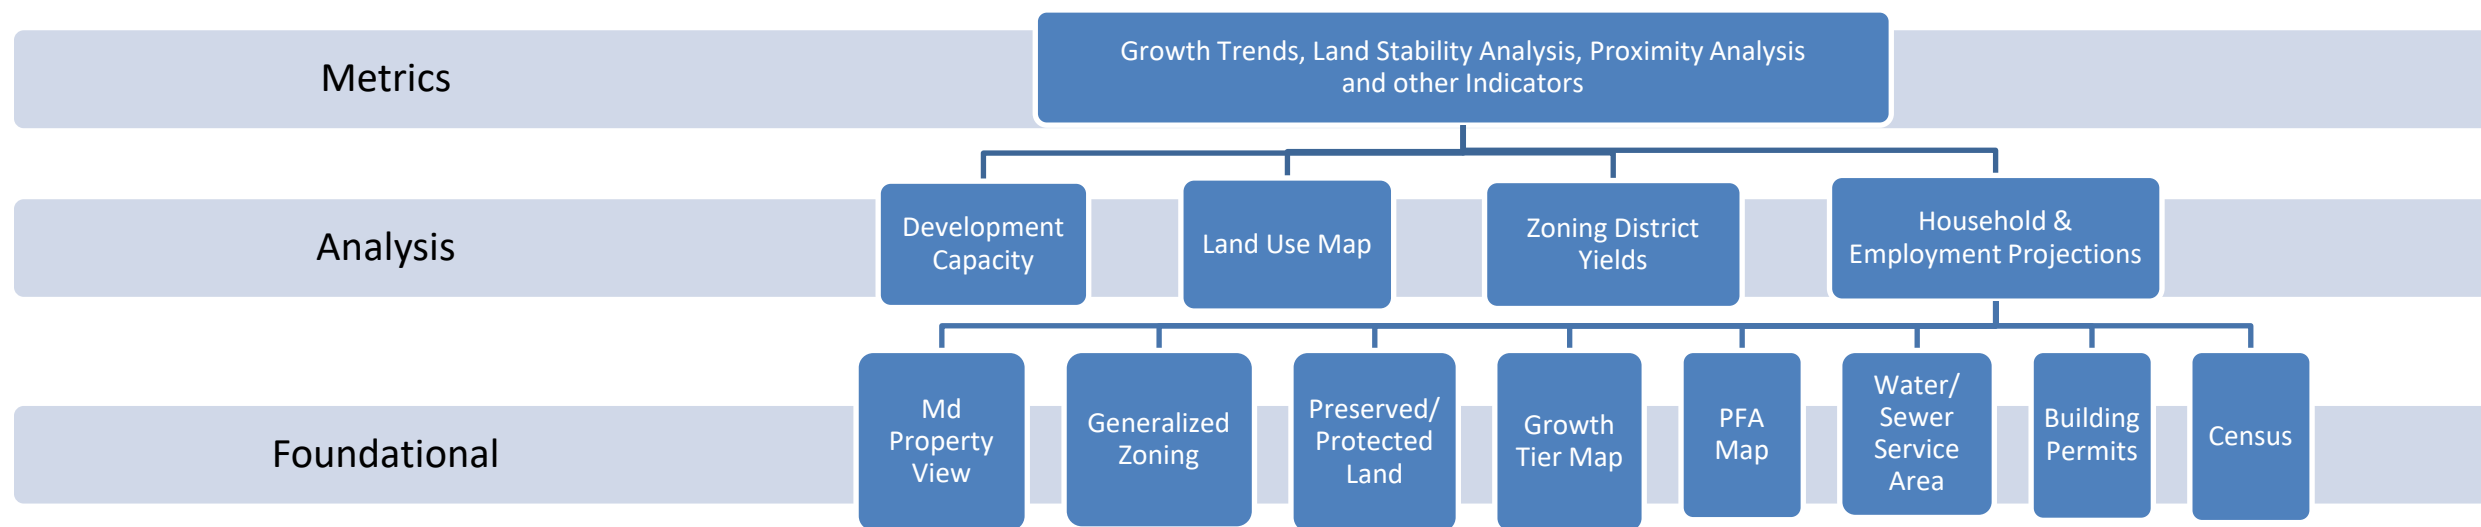 Metrics
Growth Trends, Land Stability Analysis, Proximity Analysis
and other Indicators
Analysis
Development
Capacity
Land Use Map
Zoning District
Yields
Household &
Employment Projections
Foundational
Md
Property
View
Generalized
Zoning
Preserved/
Protected
Land
Growth
Tier Map
PFA
Map
Water/
Sewer
Service
Area
Building
Permits
Census